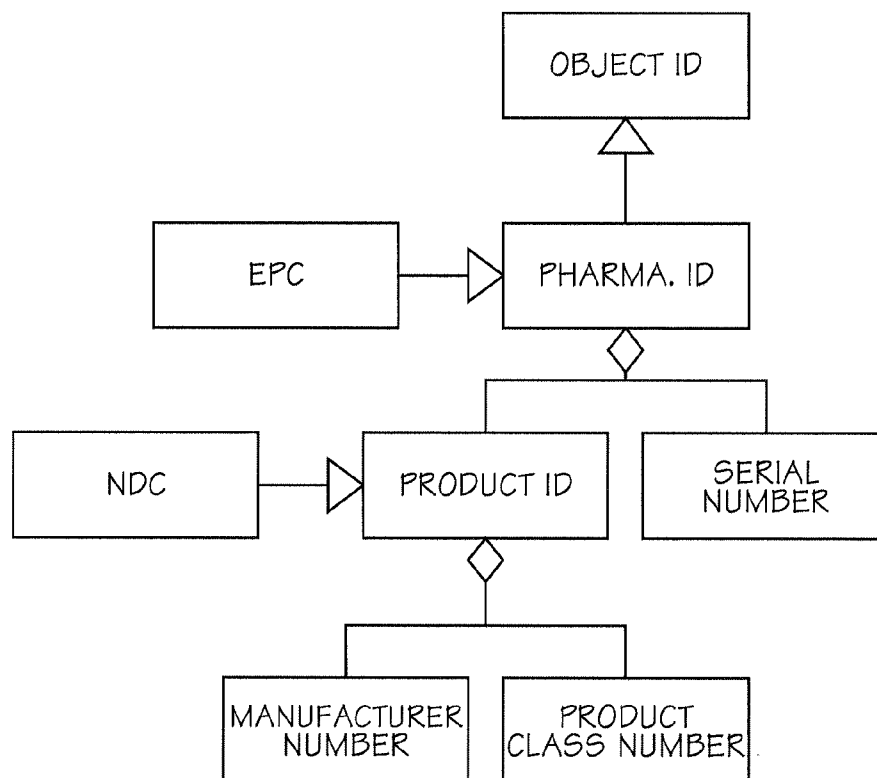 OBJECT ID
EPC
PHARMA. ID
NDC
PRODUCT ID
SERIAL
NUMBER
MANUFACTURER
NUMBER
PRODUCT
CLASS NUMBER